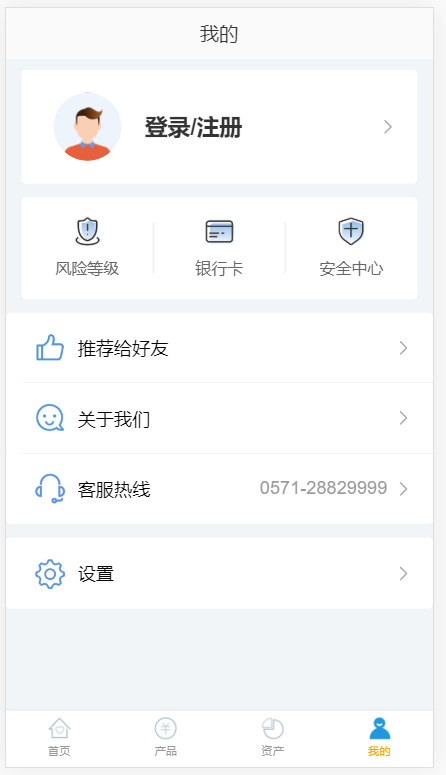 我的
登录/注册
风险等级 银行卡 安全中心
推荐给好友
关于我们
客服热线 0571-28829999
设置
首页 产品 资产 我的